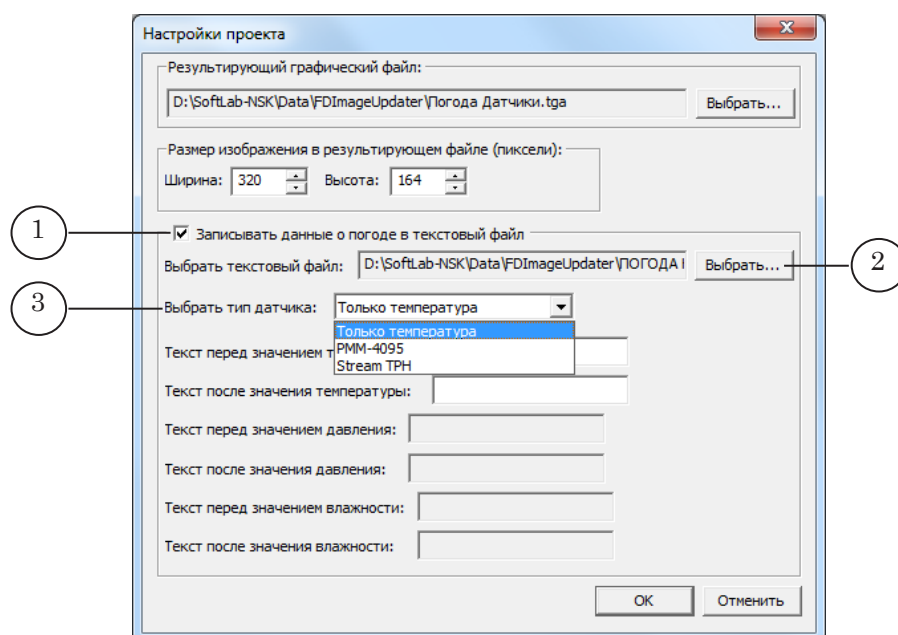 Настройки проекта
Результирующий графический файл:
D:\SoftLab-NSK\Data\FDImageUpdater\Погода Датчики.tga
Выбрать...
Размер изображения в результирующем файле (пиксели):
Ширина: 320 Высота: 164
1
Записывать данные о погоде в текстовый файл
Выбрать текстовый файл: D:\SoftLab-NSK\Data\FDImageUpdater\ПОГОДА Выбрать...
2
3
Выбрать тип датчика: Только температура
Только температура
PMM-4095
Stream TPH
Текст перед значением т
Текст после значения температуры:
Текст перед значением давления:
Текст после значения давления:
Текст перед значением влажности:
Текст после значения влажности:
OK Отменить